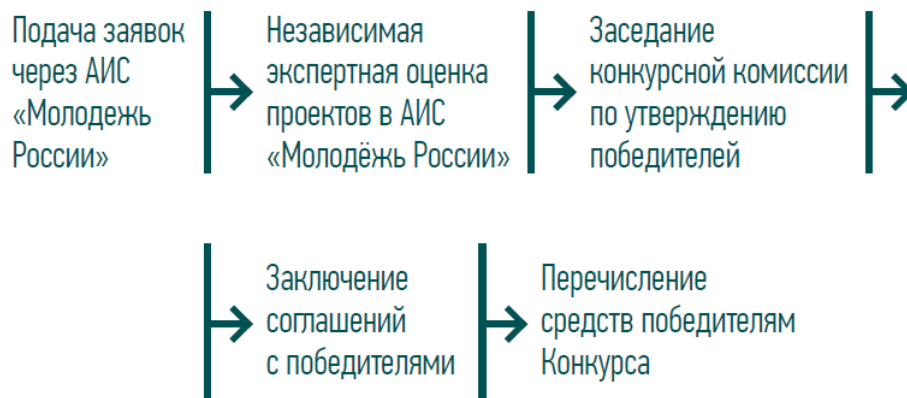 Подача заявок
через АИС
«Молодежь
России»
Независимая
экспертная оценка
проектов в АИС
«Молодёжь России»
Заседание
конкурсной комиссии
по утверждению
победителей
Заключение
соглашений
с победителями
Перечисление
средств победителям
Конкурса